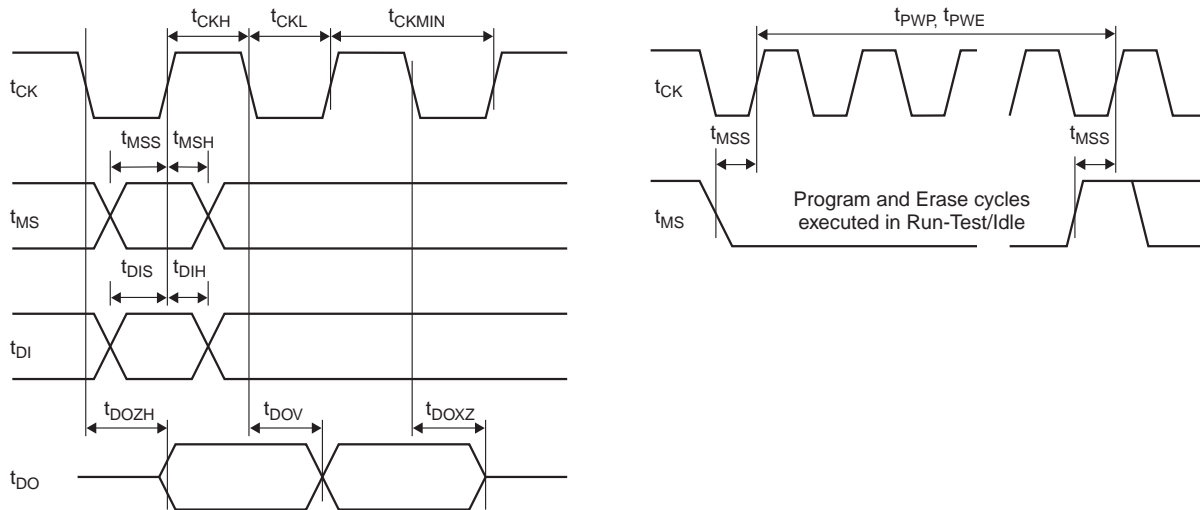 tCKH tCKL tCKMIN
tCK
tMSS tMSH
tMS
tDIS tDIH
tDI
tDOZH tDOV tDOXZ
tDO
tPWP, tPWE
tCK
tMSS tMSS
tMS
Program and Erase cycles
executed in Run-Test/Idle